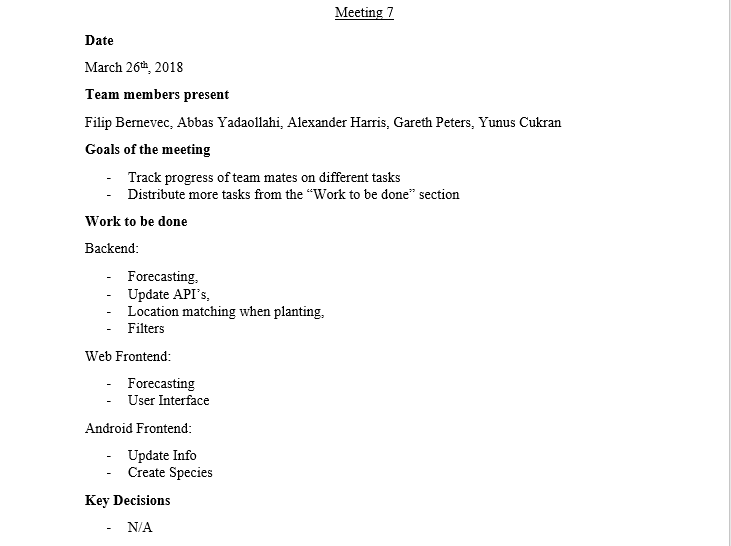 Meeting 7
Date
March 26th, 2018
Team members present
Filip Bernevec, Abbas Yadaollahi, Alexander Harris, Gareth Peters, Yunus Cukran
Goals of the meeting
- Track progress of team mates on different tasks
- Distribute more tasks from the “Work to be done” section
Work to be done
Backend:
- Forecasting,
- Update API’s,
- Location matching when planting,
- Filters
Web Frontend:
- Forecasting
- User Interface
Android Frontend:
- Update Info
- Create Species
Key Decisions
- N/A